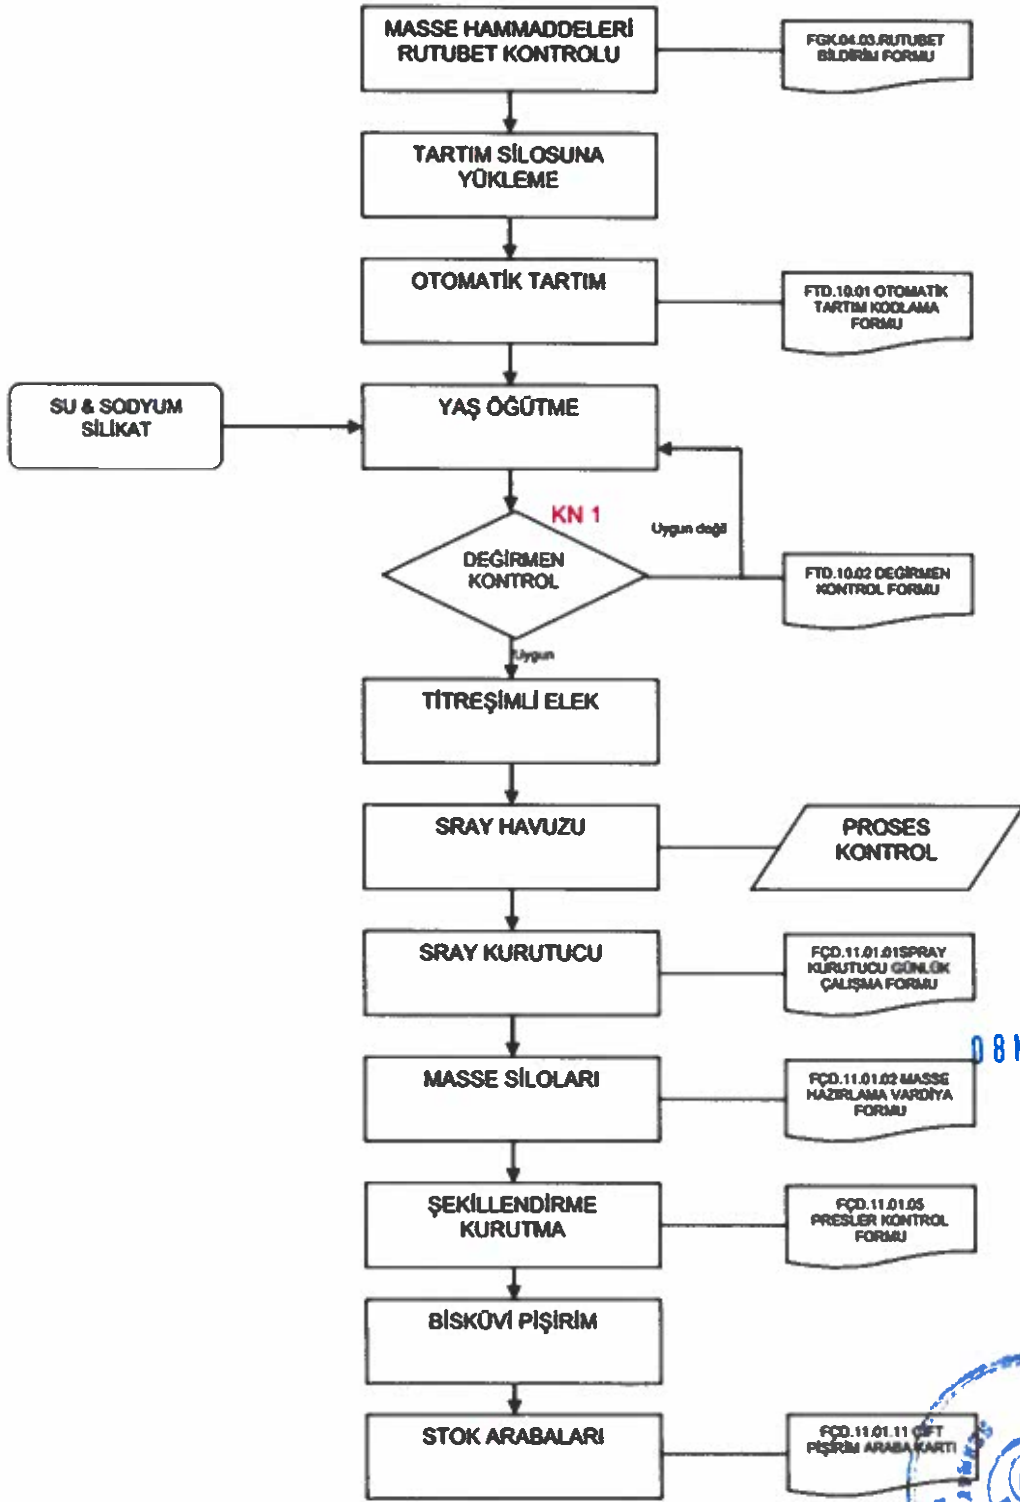 MASSE HAMMADDELERİ
RUTUBET KONTROLU
FGK.04.03.RUTUBET
BİLDİRİM FORMU
TARTIM SİLOSUNA
YÜKLEME
OTOMATİK TARTIM
FTD.10.01 OTOMATİK
TARTIM KODLAMA
FORMU
SU & SODYUM
SİLİKAT
YAŞ ÖĞÜTME
KN 1
Uygun değil
DEĞİRMEN
KONTROL
FTD.10.02 DEĞİRMEN
KONTROL FORMU
Uygun
TİTREŞİMLİ ELEK
SRAY HAVUZU
PROSES
KONTROL
SRAY KURUTUCU
FÇD.11.01.01SPRAY
KURUTUCU GÜNLÜK
ÇALIŞMA FORMU
08
MASSE SİLOLARI
FÇD.11.01.02 MASSE
HAZIRLAMA VARDİYA
FORMU
ŞEKİLLENDİRME
KURUTMA
FÇD.11.01.05
PRESLER KONTROL
FORMU
BİSKÜVİ PİŞİRİM
STOK ARABALARI
FÇD.11.01.11 ÇİFT
PİŞİRİM ARABA KARTI